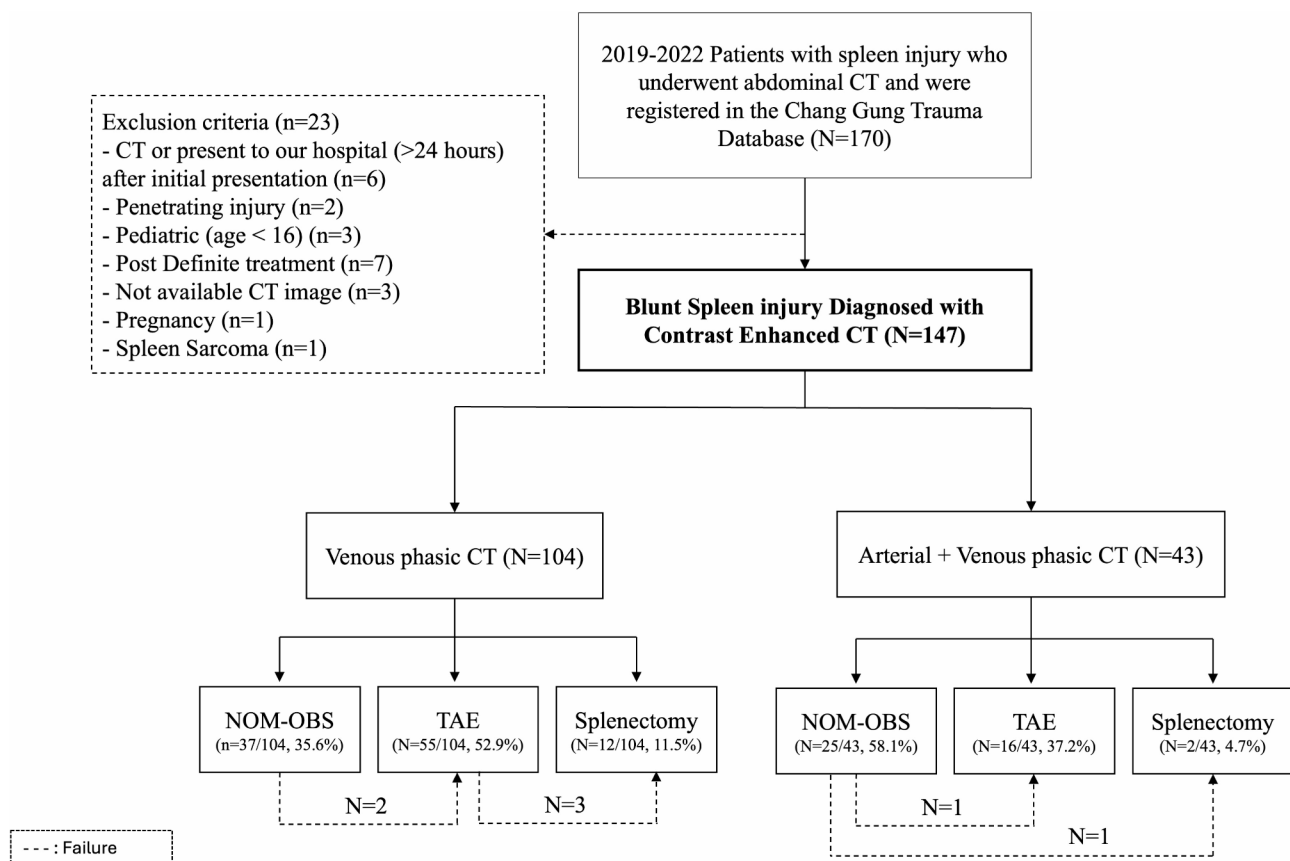 2019-2022 Patients with spleen injury who
underwent abdominal CT and were
registered in the Chang Gung Trauma
Database (N=170)
Exclusion criteria (n=23)
- CT or present to our hospital (>24 hours)
after initial presentation (n=6)
- Penetrating injury (n=2)
- Pediatric (age < 16) (n=3)
- Post Definite treatment (n=7)
- Not available CT image (n=3)
- Pregnancy (n=1)
- Spleen Sarcoma (n=1)
Blunt Spleen injury Diagnosed with
Contrast Enhanced CT (N=147)
Venous phasic CT (N=104)
Arterial + Venous phasic CT (N=43)
NOM-OBS
(n=37/104, 35.6%)
TAE
(N=55/104, 52.9%)
Splenectomy
(N=12/104, 11.5%)
NOM-OBS
(N=25/43, 58.1%)
TAE
(N=16/43, 37.2%)
Splenectomy
(N=2/43, 4.7%)
N=2
N=3
N=1
N=1
---: Failure